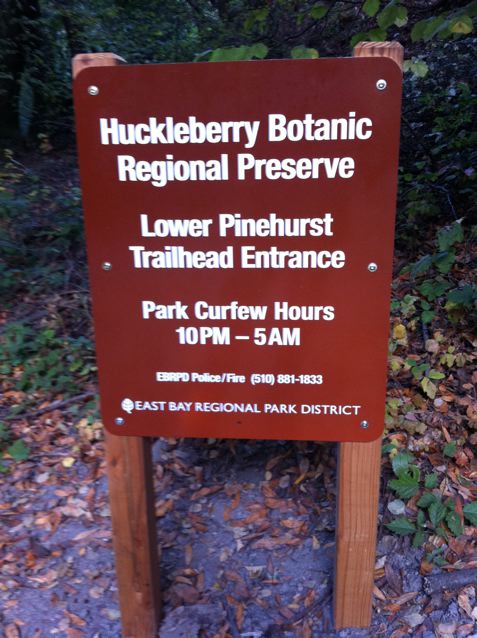 Huckleberry Botanic
Regional Preserve
Lower Pinehurst
Trailhead Entrance
Park Curfew Hours
10PM – 5AM
EBRPD Police/Fire (510) 881-1833
EAST BAY REGIONAL PARK DISTRICT